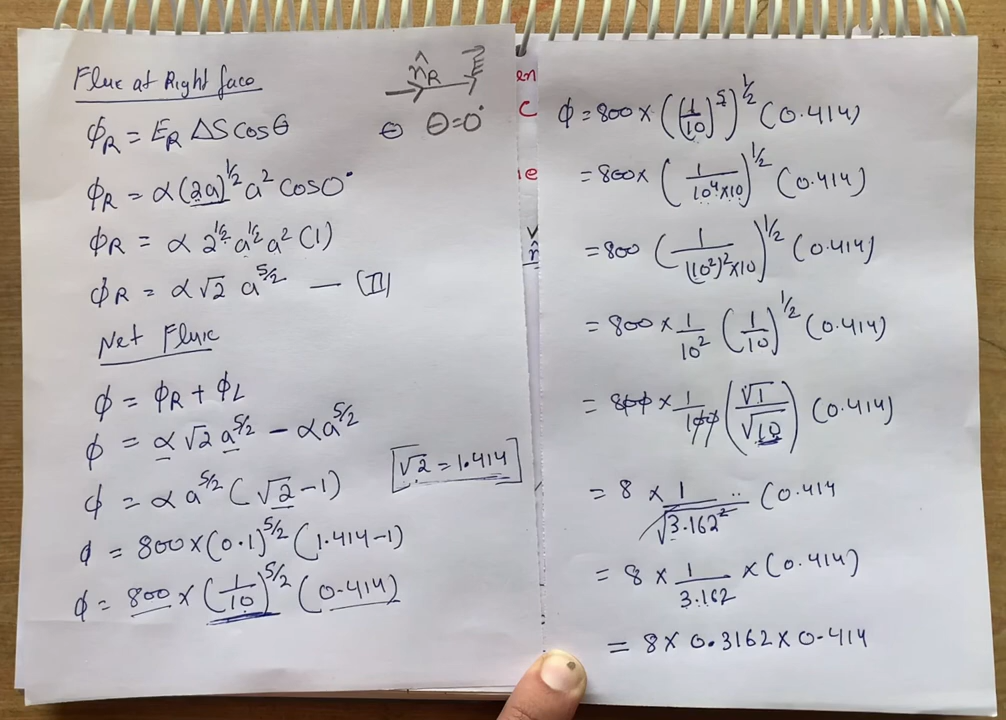 Flux at Right face
n̂R E⃗
ϕR = ER ΔS cosθ
θ θ=0°
ϕR = α(2a)^1/2 a² cos0°
ϕR = α 2^1/2 a^1/2 a² (1)
ϕR = α√2 a^5/2 — (II)
Net Flux
ϕ = ϕR + ϕL
ϕ = α√2 a^5/2 − αa^5/2
ϕ = α a^5/2 (√2−1)
√2 = 1.414
ϕ = 800×(0.1)^5/2 (1.414−1)
ϕ = 800 × (1/10)^5/2 (0.414)
en
C
ie
n̂
ϕ = 800 × ((1/10)^5)^1/2 (0.414)
= 800× (1/10⁴×10)^1/2 (0.414)
= 800 (1/(10²)²×10)^1/2 (0.414)
= 800 × 1/10² (1/10)^1/2 (0.414)
= 800 × 1/100 (√1/√10) (0.414)
= 8 × 1/√3.162² (0.414
= 8 × 1/3.162 × (0.414)
= 8 × 0.3162 × 0.414